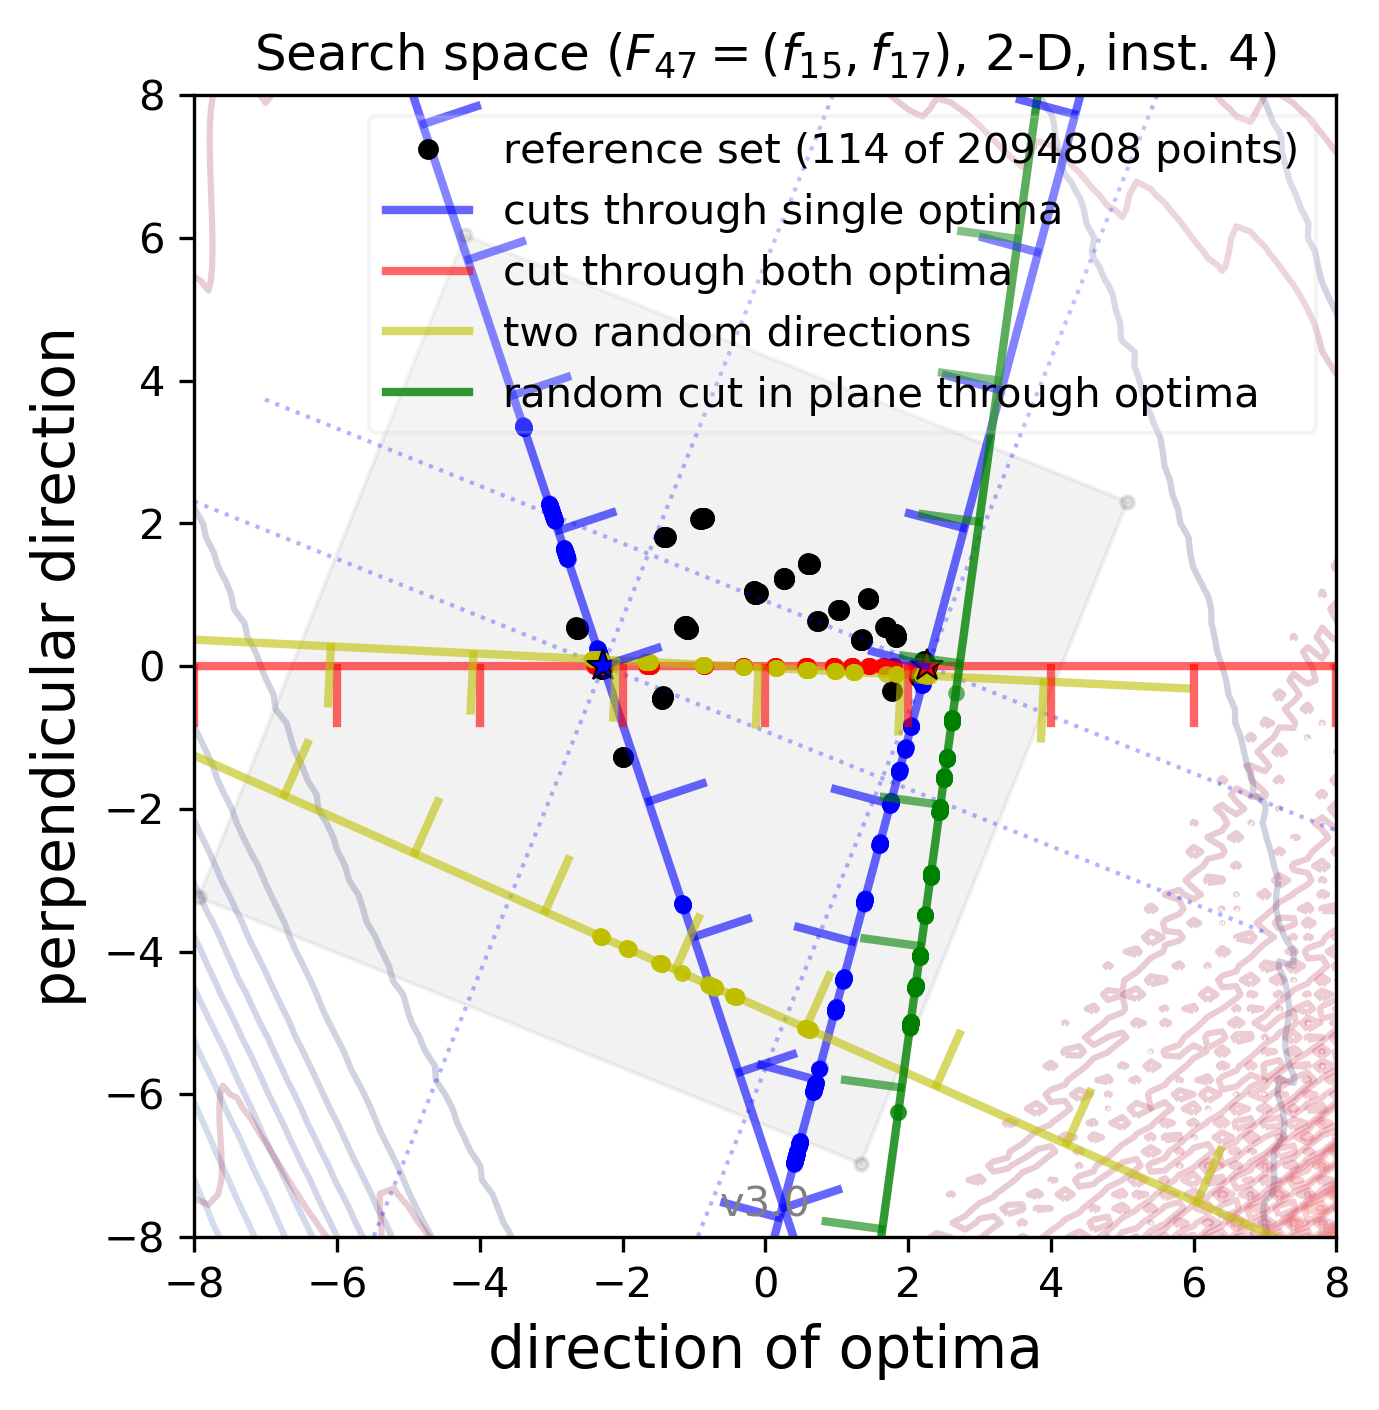 Search space (F47 = (f15, f17), 2-D, inst. 4)
8
6
4
2
0
−2
−4
−6
−8
perpendicular direction
reference set (114 of 2094808 points)
cuts through single optima
cut through both optima
two random directions
random cut in plane through optima
v3.0
−8 −6 −4 −2 0 2 4 6 8
direction of optima